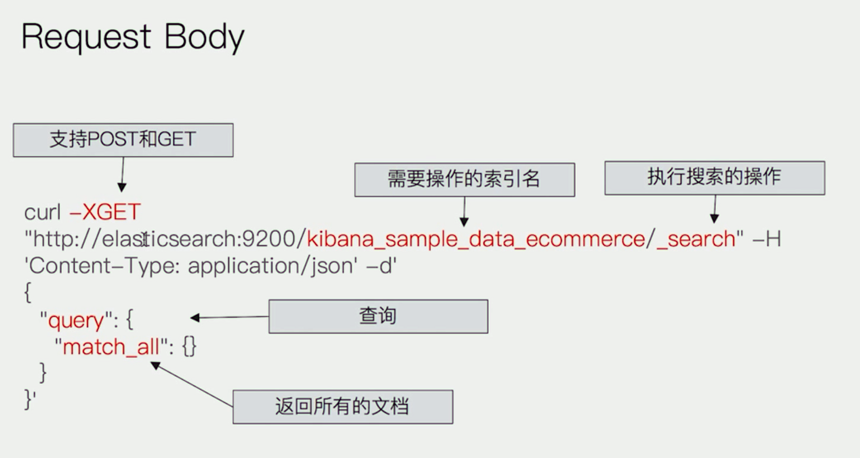 Request Body
支持POST和GET
需要操作的索引名
执行搜索的操作
curl -XGET
"http://elasticsearch:9200/kibana_sample_data_ecommerce/_search" -H
'Content-Type: application/json' -d'
{
"query": {
查询
"match_all": {}
}
}'
返回所有的文档